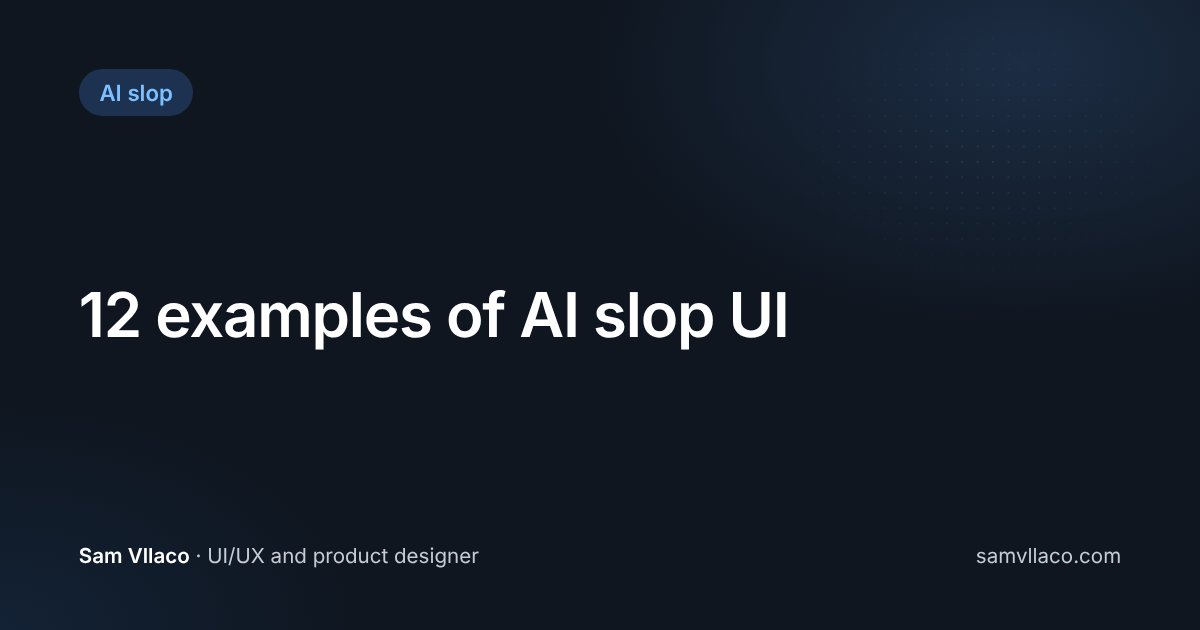 AI slop
12 examples of AI slop UI
Sam Vllaco · UI/UX and product designer
samvllaco.com